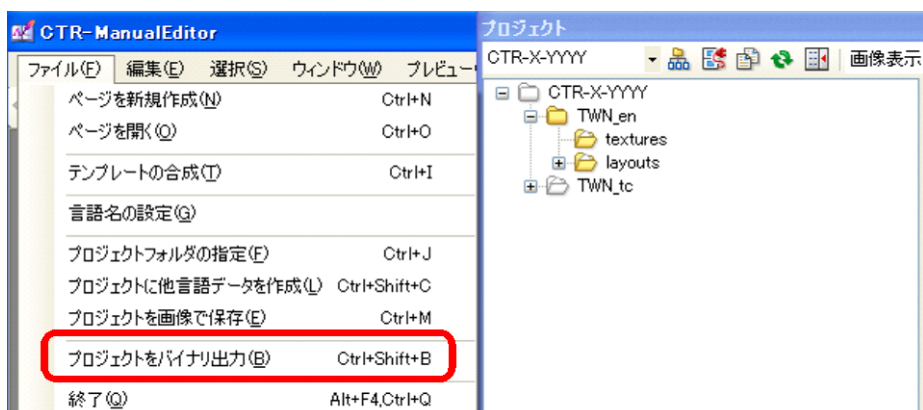 CTR-ManualEditor
ファイル(F) 編集(E) 選択(S) ウィンドウ(W) プレビュー
ページを新規作成(N) Ctrl+N
ページを開く(O) Ctrl+O
テンプレートの合成(T) Ctrl+I
言語名の設定(G)
プロジェクトフォルダの指定(F) Ctrl+J
プロジェクトに他言語データを作成(L) Ctrl+Shift+C
プロジェクトを画像で保存(E) Ctrl+M
プロジェクトをバイナリ出力(B) Ctrl+Shift+B
終了(Q) Alt+F4,Ctrl+Q
プロジェクト
CTR-X-YYYY 画像表示
CTR-X-YYYY
TWN_en
textures
layouts
TWN_tc